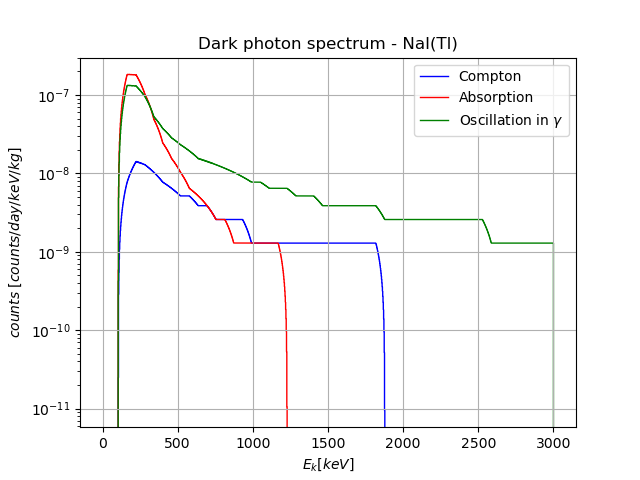 Dark photon spectrum - NaI(Tl)
Compton
Absorption
Oscillation in γ
counts [counts/day/keV/kg]
10⁻⁷
10⁻⁸
10⁻⁹
10⁻¹⁰
10⁻¹¹
0 500 1000 1500 2000 2500 3000
Eₖ[keV]